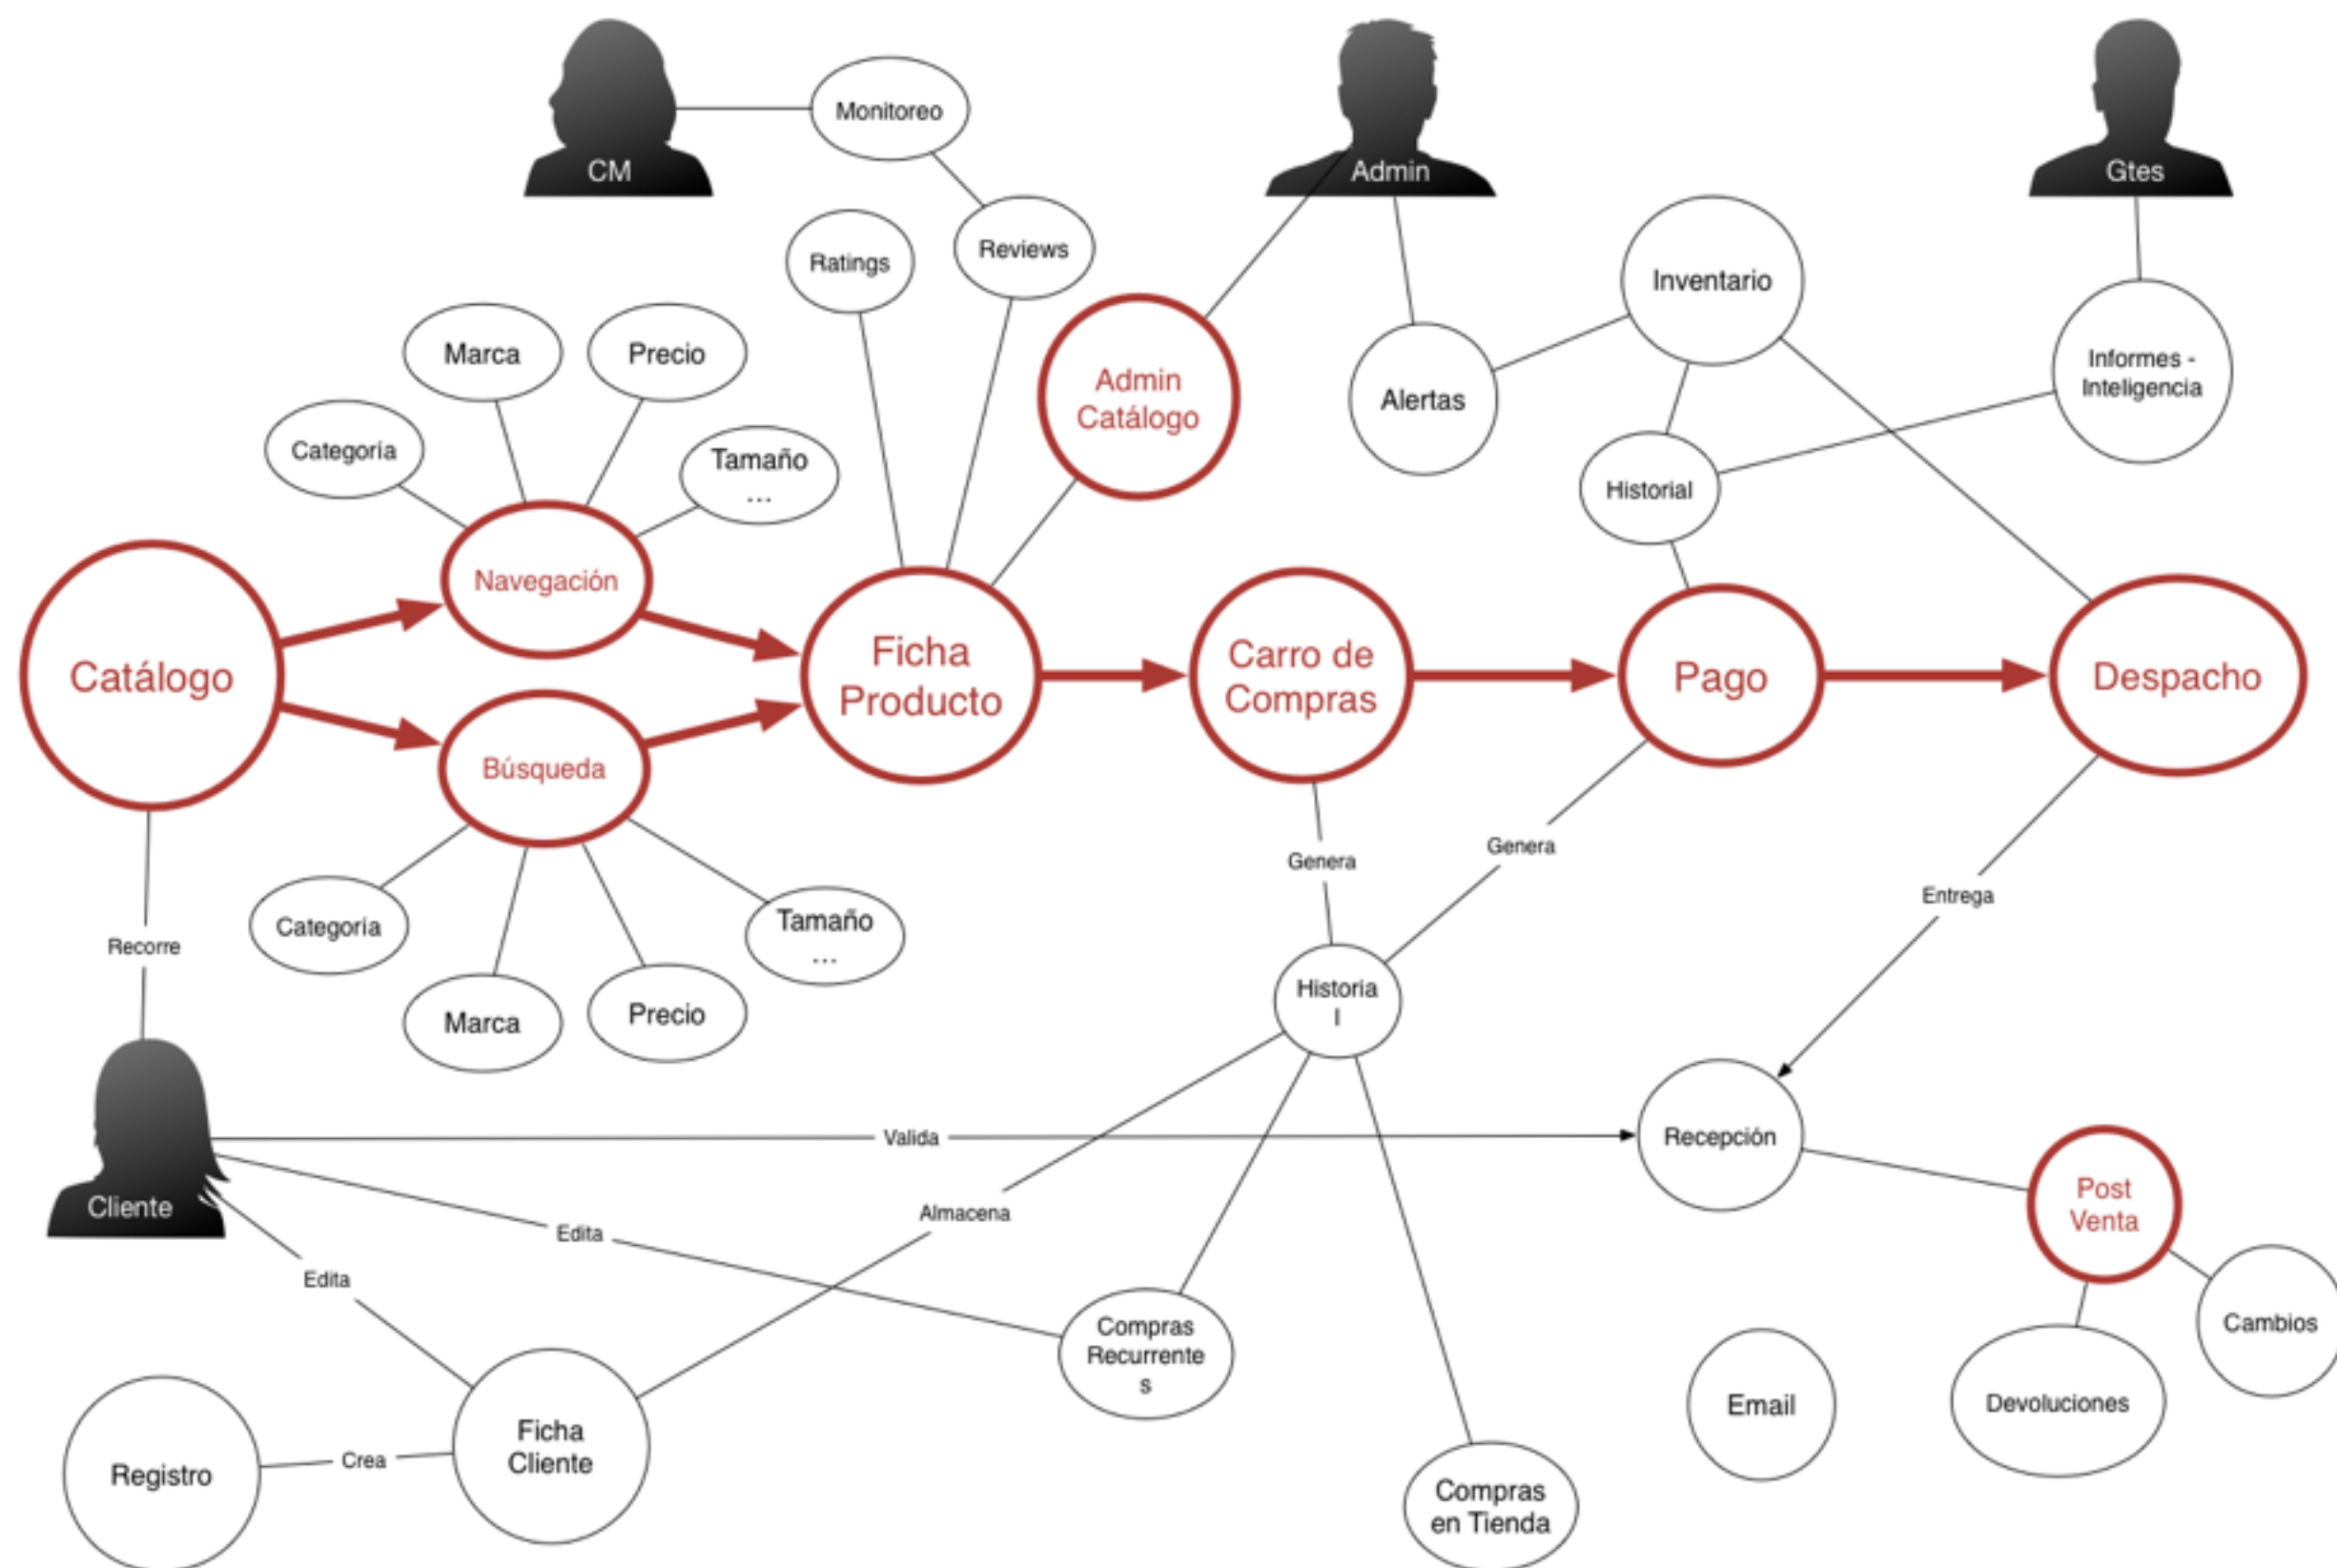 CM
Monitoreo
Admin
Gtes
Ratings
Reviews
Inventario
Marca
Precio
Admin
Catálogo
Alertas
Informes -
Inteligencia
Categoría
Tamaño
...
Historial
Navegación
Catálogo
Ficha
Producto
Carro de
Compras
Pago
Despacho
Búsqueda
Genera
Genera
Entrega
Categoría
Tamaño
...
Recorre
Marca
Precio
Historia
l
Valida
Recepción
Cliente
Edita
Almacena
Post
Venta
Edita
Compras
Recurrente
s
Cambios
Email
Devoluciones
Registro
Crea
Ficha
Cliente
Compras
en Tienda